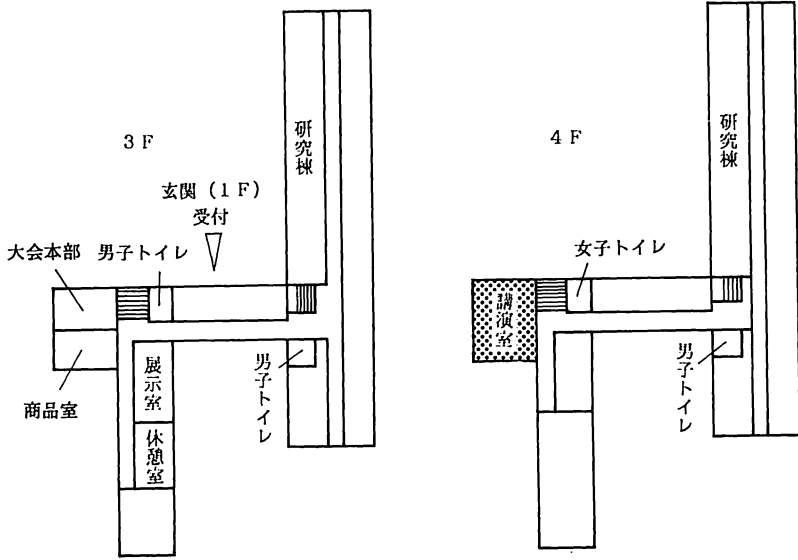 3F
玄関(1F)
受付
大会本部
男子トイレ
研究棟
商品室
展示室
休憩室
男子トイレ
4F
研究棟
女子トイレ
講演室
男子トイレ